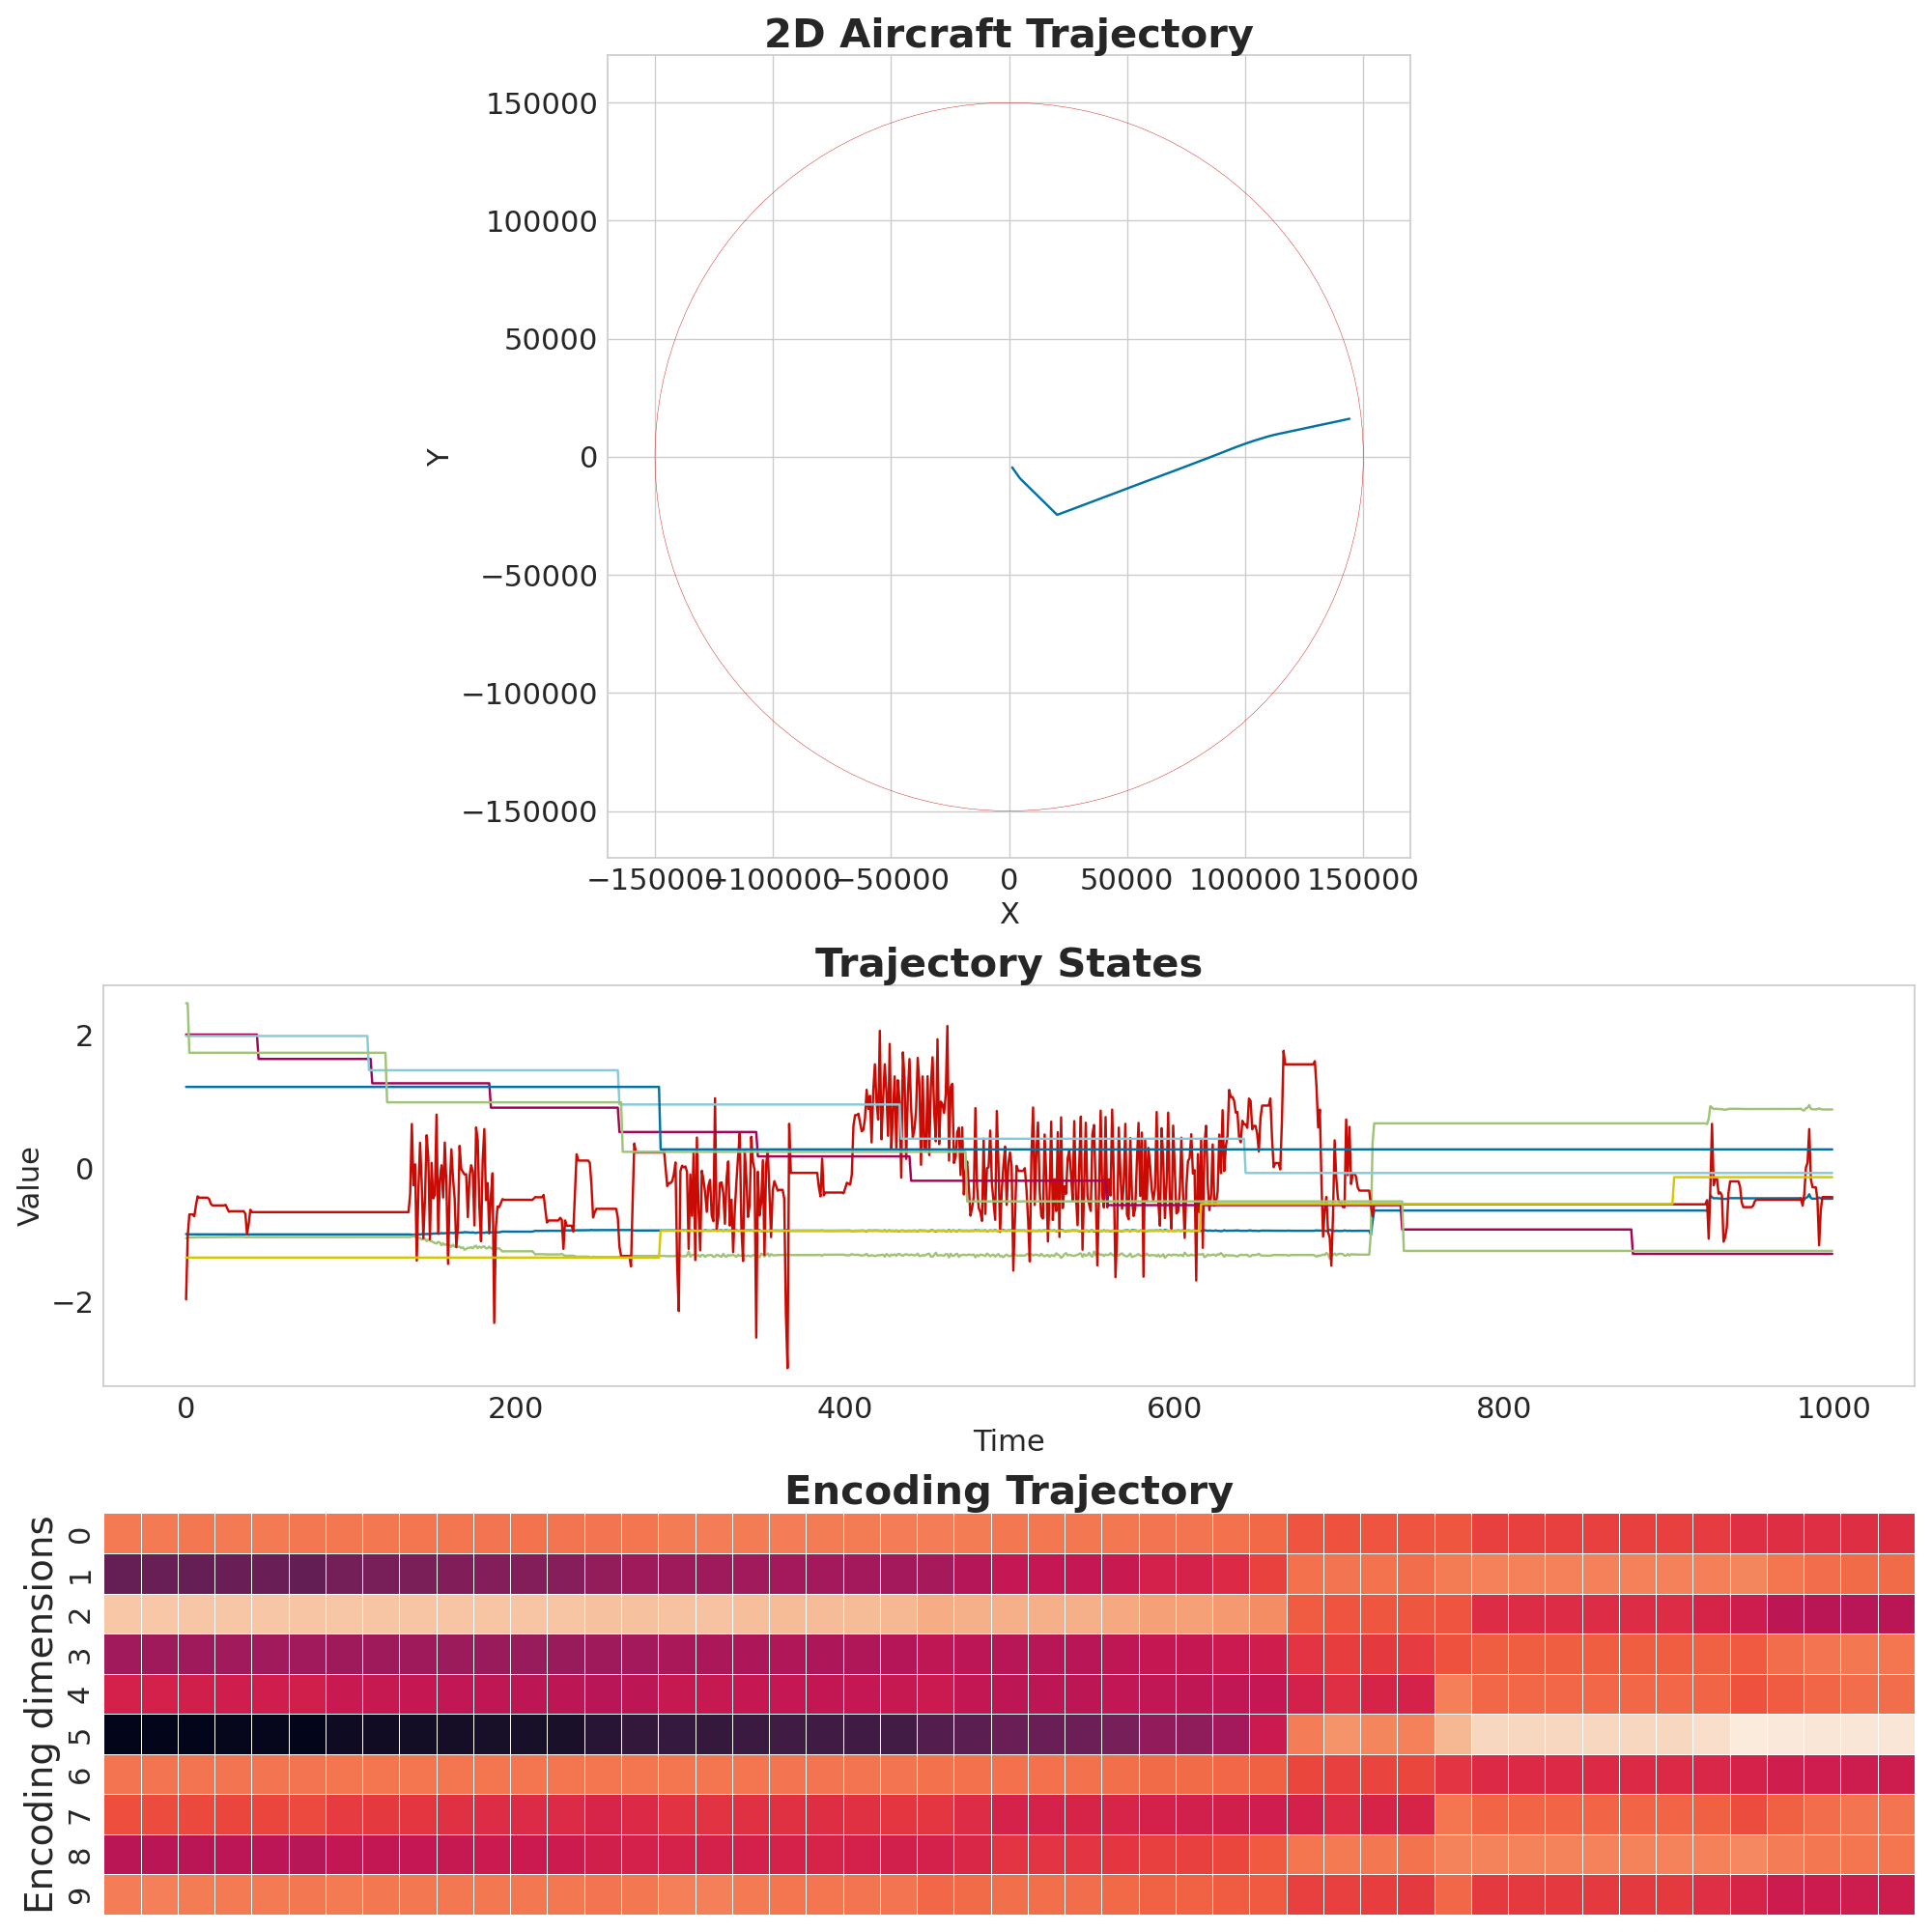 2D Aircraft Trajectory
150000
100000
50000
0
−50000
−100000
−150000
Y
−150000 −100000 −50000 0 50000 100000 150000
X
Trajectory States
2
0
−2
Value
0 200 400 600 800 1000
Time
Encoding Trajectory
0
1
2
3
4
5
6
7
8
9
Encoding dimensions